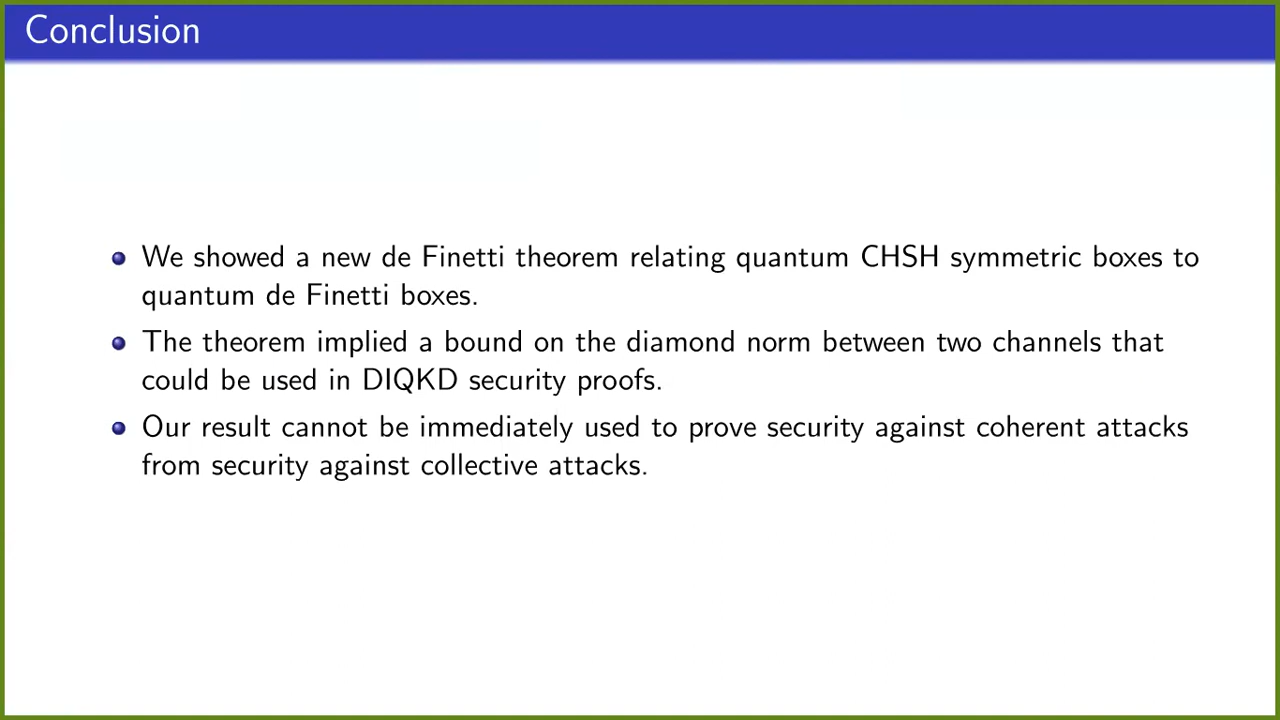 Conclusion
We showed a new de Finetti theorem relating quantum CHSH symmetric boxes to
quantum de Finetti boxes.
The theorem implied a bound on the diamond norm between two channels that
could be used in DIQKD security proofs.
Our result cannot be immediately used to prove security against coherent attacks
from security against collective attacks.